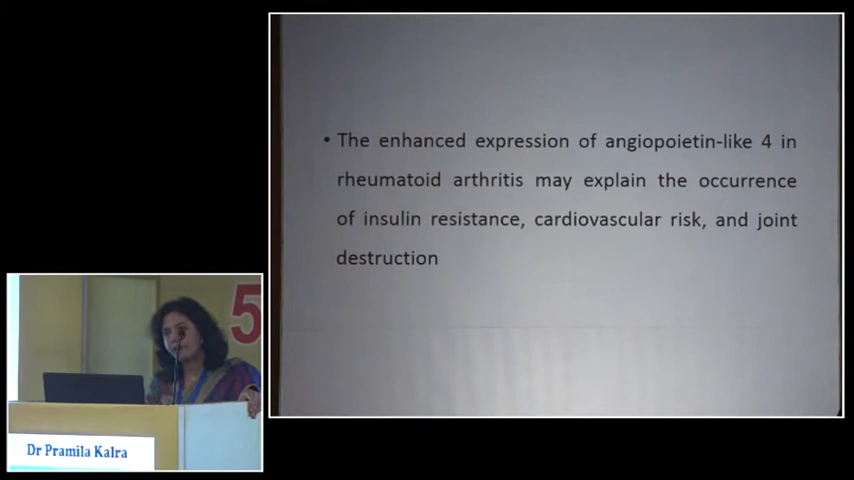 • The enhanced expression of angiopoietin-like 4 in
rheumatoid arthritis may explain the occurrence
of insulin resistance, cardiovascular risk, and joint
destruction
5
Dr Pramila Kalra